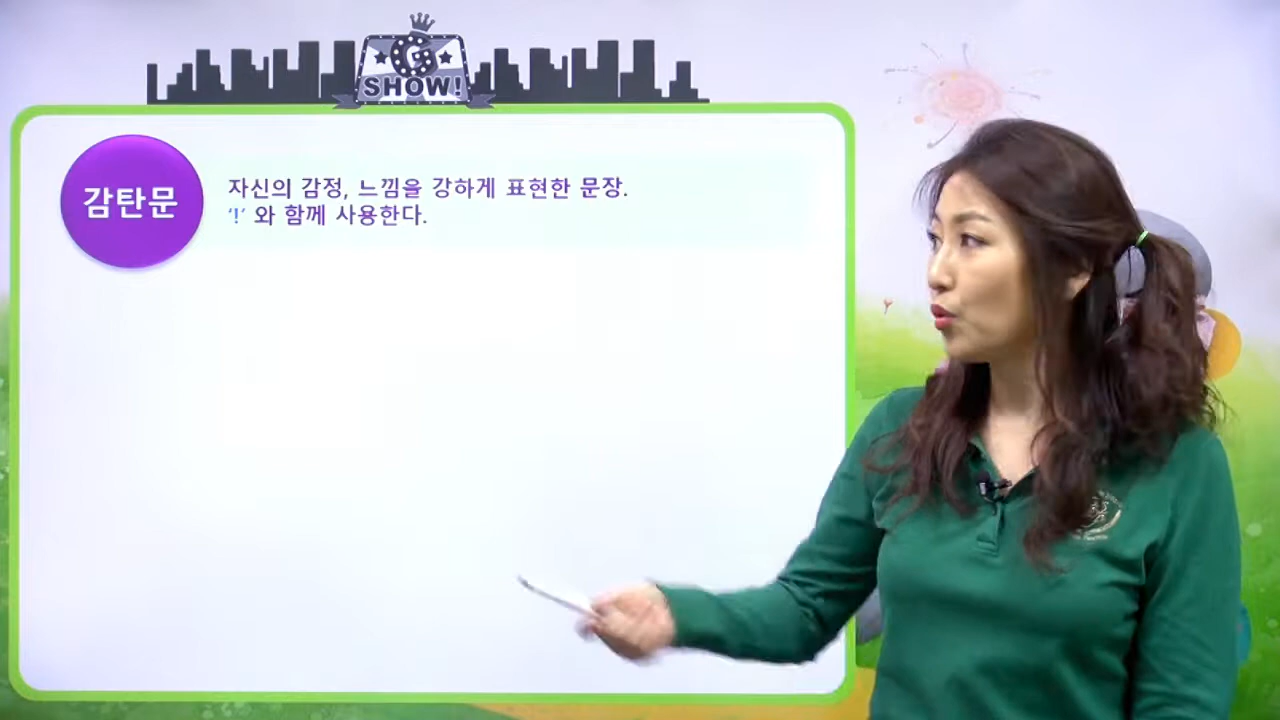 G
SHOW!
감탄문
자신의 감정, 느낌을 강하게 표현한 문장.
‘!’ 와 함께 사용한다.